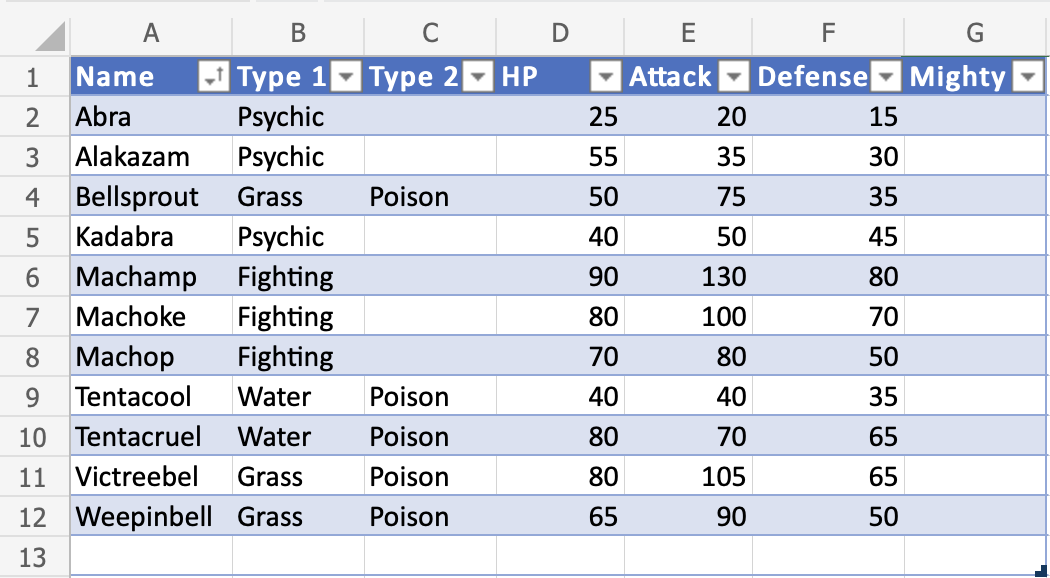 A B C D E F G
1 Name Type 1 Type 2 HP Attack Defense Mighty
2 Abra Psychic 25 20 15
3 Alakazam Psychic 55 35 30
4 Bellsprout Grass Poison 50 75 35
5 Kadabra Psychic 40 50 45
6 Machamp Fighting 90 130 80
7 Machoke Fighting 80 100 70
8 Machop Fighting 70 80 50
9 Tentacool Water Poison 40 40 35
10 Tentacruel Water Poison 80 70 65
11 Victreebel Grass Poison 80 105 65
12 Weepinbell Grass Poison 65 90 50
13